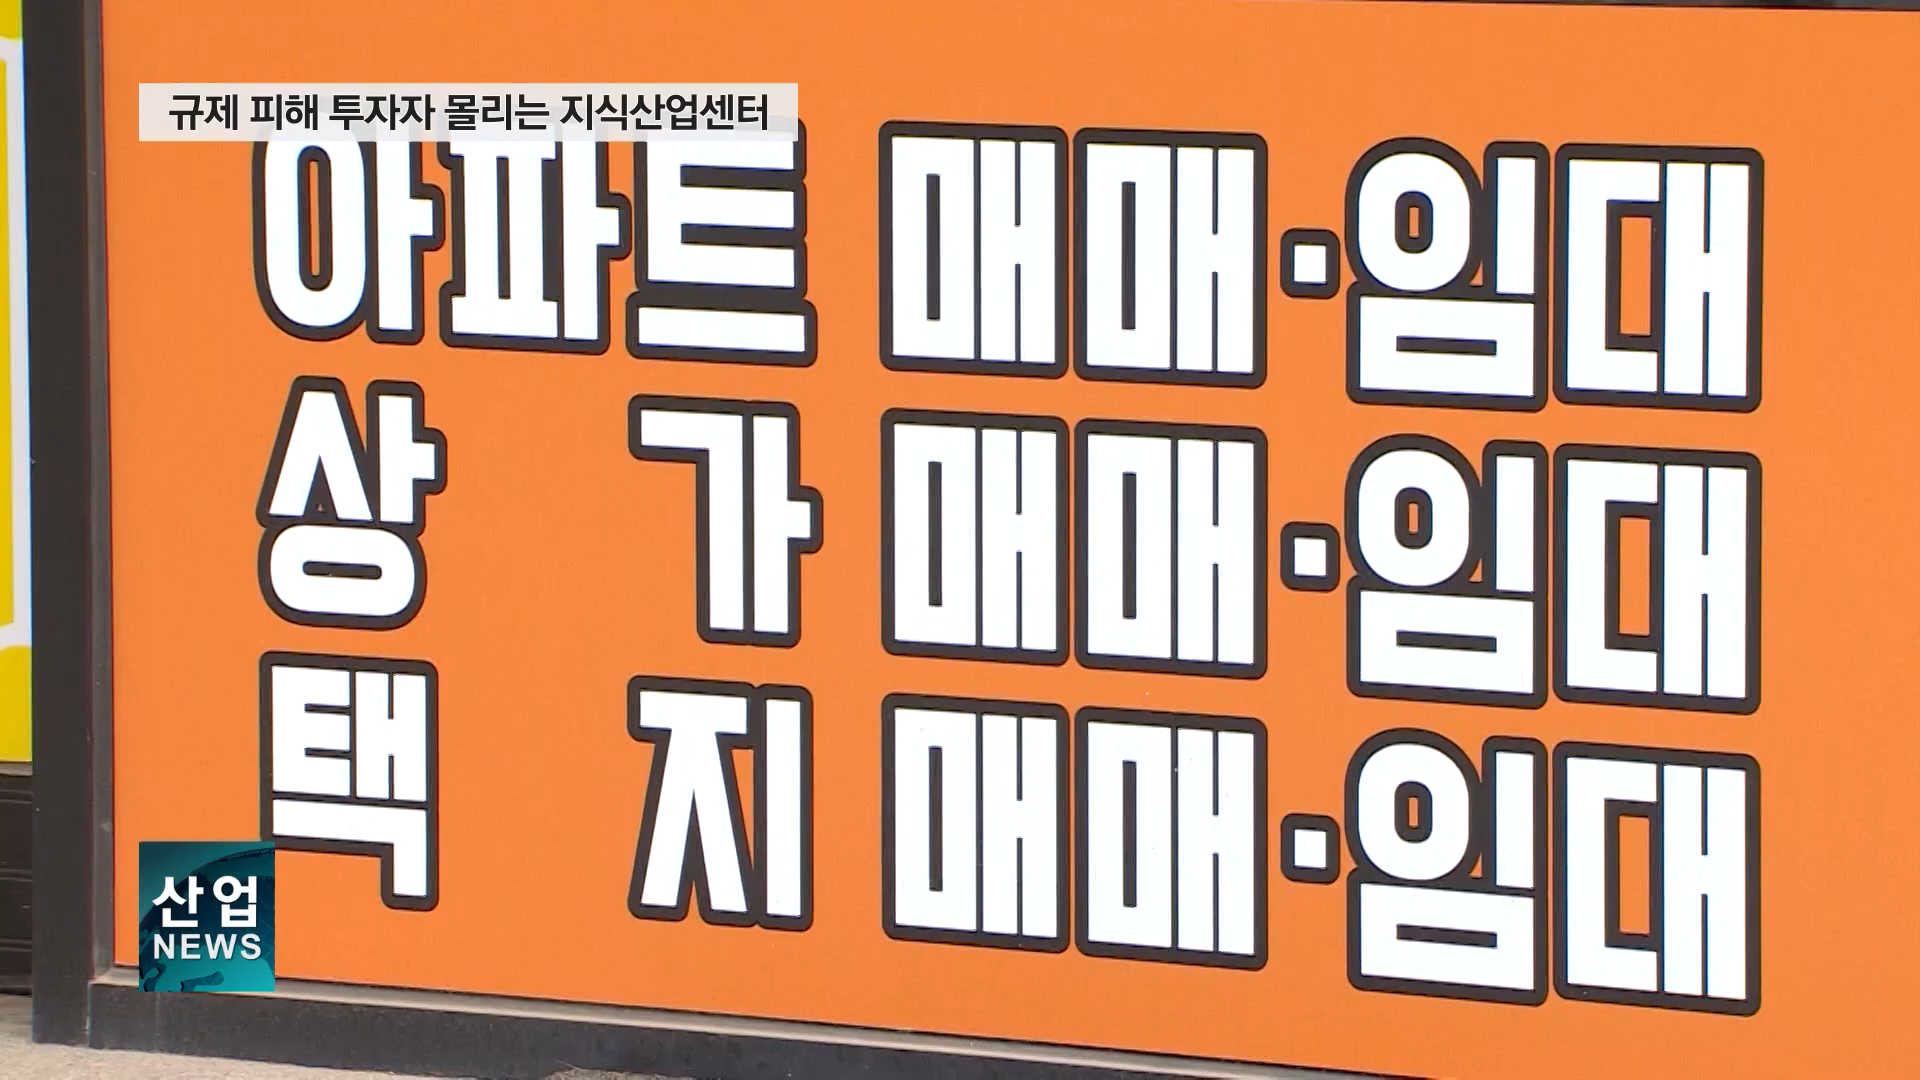 규제 피해 투자자 몰리는 지식산업센터
아파트 매매·임대
상 가 매매·임대
택 지 매매·임대
산업
NEWS